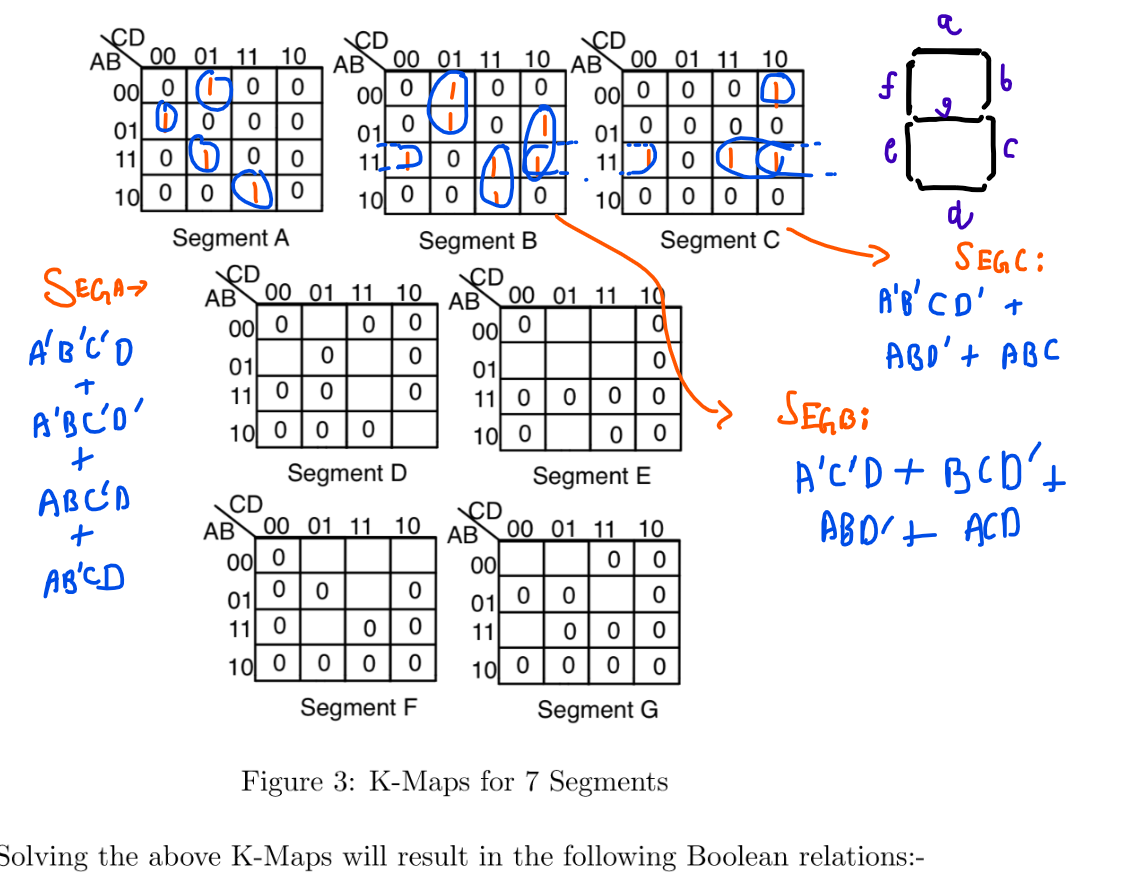 CD
AB 00 01 11 10
00 0 1 0 0
01 1 0 0 0
11 0 1 0 0
10 0 0 1 0
Segment A
CD
AB 00 01 11 10
00 0 1 0 0
01 0 1 0 1
11 1 0 1 1
10 0 0 1 0
Segment B
CD
AB 00 01 11 10
00 0 0 0 1
01 0 0 0 0
11 1 0 1 1
10 0 0 0 0
Segment C
a
f b
g
e c
d
SEGA→
A'B'C'D
+
A'BC'D'
+
ABC'D
+
AB'CD
SEGC:
A'B'CD' +
ABD' + ABC
CD
AB 00 01 11 10
00 0 0 0
01 0 0
11 0 0 0
10 0 0 0
Segment D
CD
AB 00 01 11 10
00 0 0
01 0
11 0 0 0 0
10 0 0 0
Segment E
SEGB:
A'C'D + BCD' +
ABD' + ACD
CD
AB 00 01 11 10
00 0
01 0 0 0
11 0 0 0
10 0 0 0 0
Segment F
CD
AB 00 01 11 10
00 0 0
01 0 0 0
11 0 0 0
10 0 0 0 0
Segment G
Figure 3: K-Maps for 7 Segments
Solving the above K-Maps will result in the following Boolean relations:-